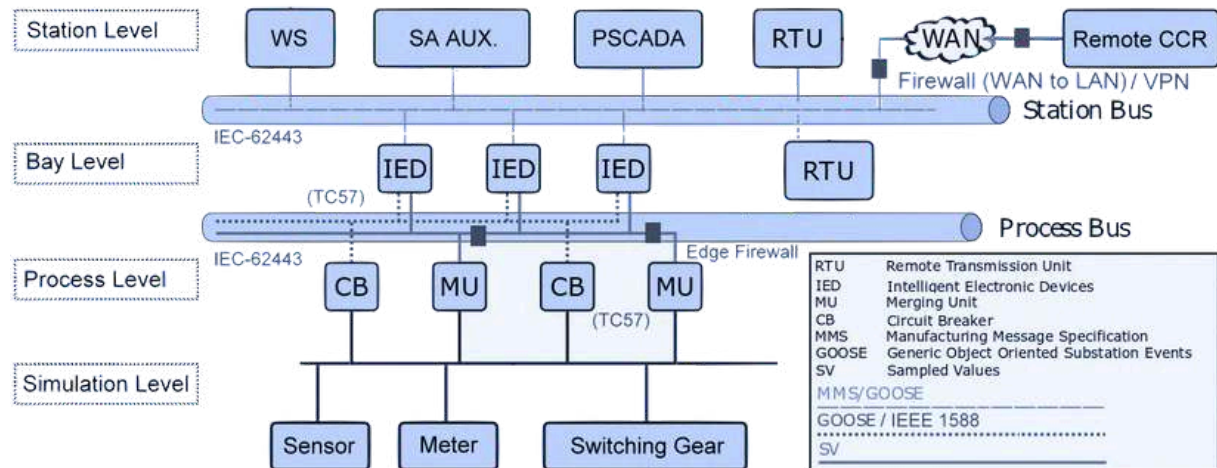 Station Level
WS
SA AUX.
PSCADA
RTU
WAN
Remote CCR
Firewall (WAN to LAN) / VPN
Station Bus
IEC-62443
Bay Level
IED
IED
IED
RTU
(TC57)
Process Bus
IEC-62443
Edge Firewall
Process Level
CB
MU
CB
MU
(TC57)
Simulation Level
Sensor
Meter
Switching Gear
RTU Remote Transmission Unit
IED Intelligent Electronic Devices
MU Merging Unit
CB Circuit Breaker
MMS Manufacturing Message Specification
GOOSE Generic Object Oriented Substation Events
SV Sampled Values
MMS/GOOSE
GOOSE / IEEE 1588
SV